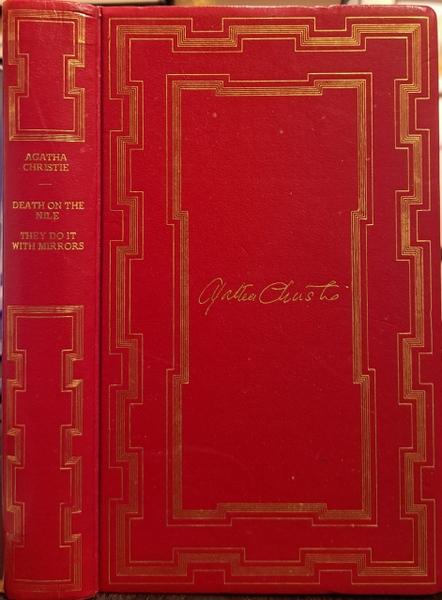 AGATHA
CHRISTIE
DEATH ON THE
NILE
THEY DO IT
WITH MIRRORS
Agatha Christie